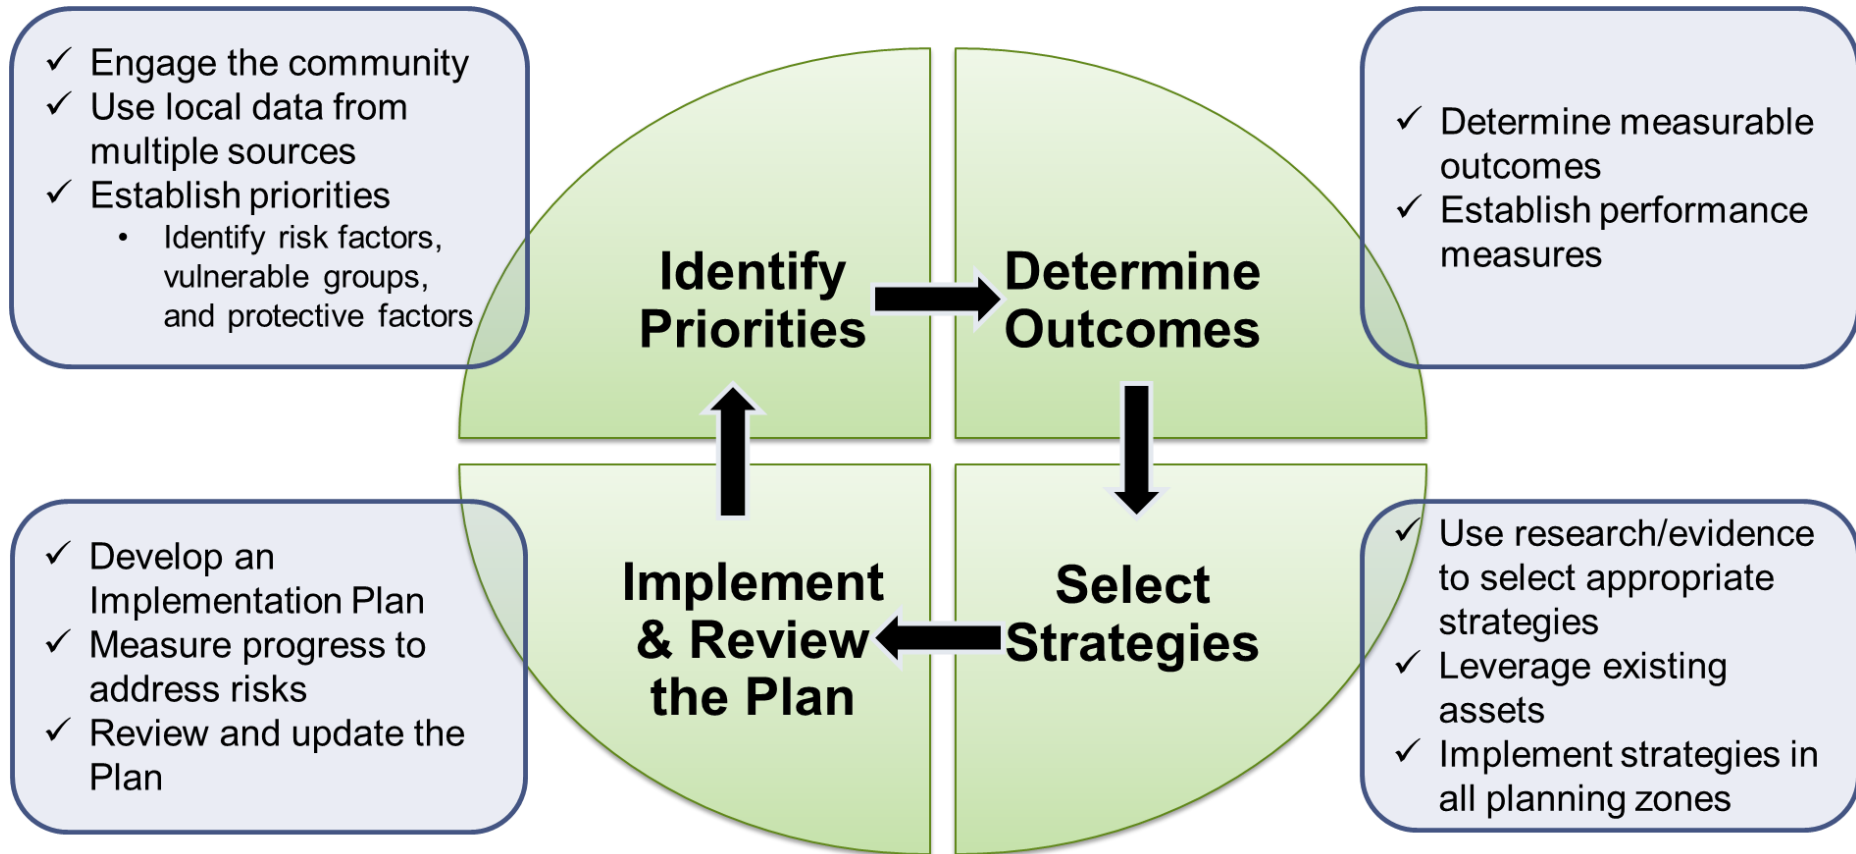 ✓ Engage the community
✓ Use local data from
multiple sources
✓ Establish priorities
• Identify risk factors,
vulnerable groups,
and protective factors
Identify
Priorities
Determine
Outcomes
✓ Determine measurable
outcomes
✓ Establish performance
measures
✓ Develop an
Implementation Plan
✓ Measure progress to
address risks
✓ Review and update the
Plan
Implement
& Review
the Plan
Select
Strategies
✓ Use research/evidence
to select appropriate
strategies
✓ Leverage existing
assets
✓ Implement strategies in
all planning zones